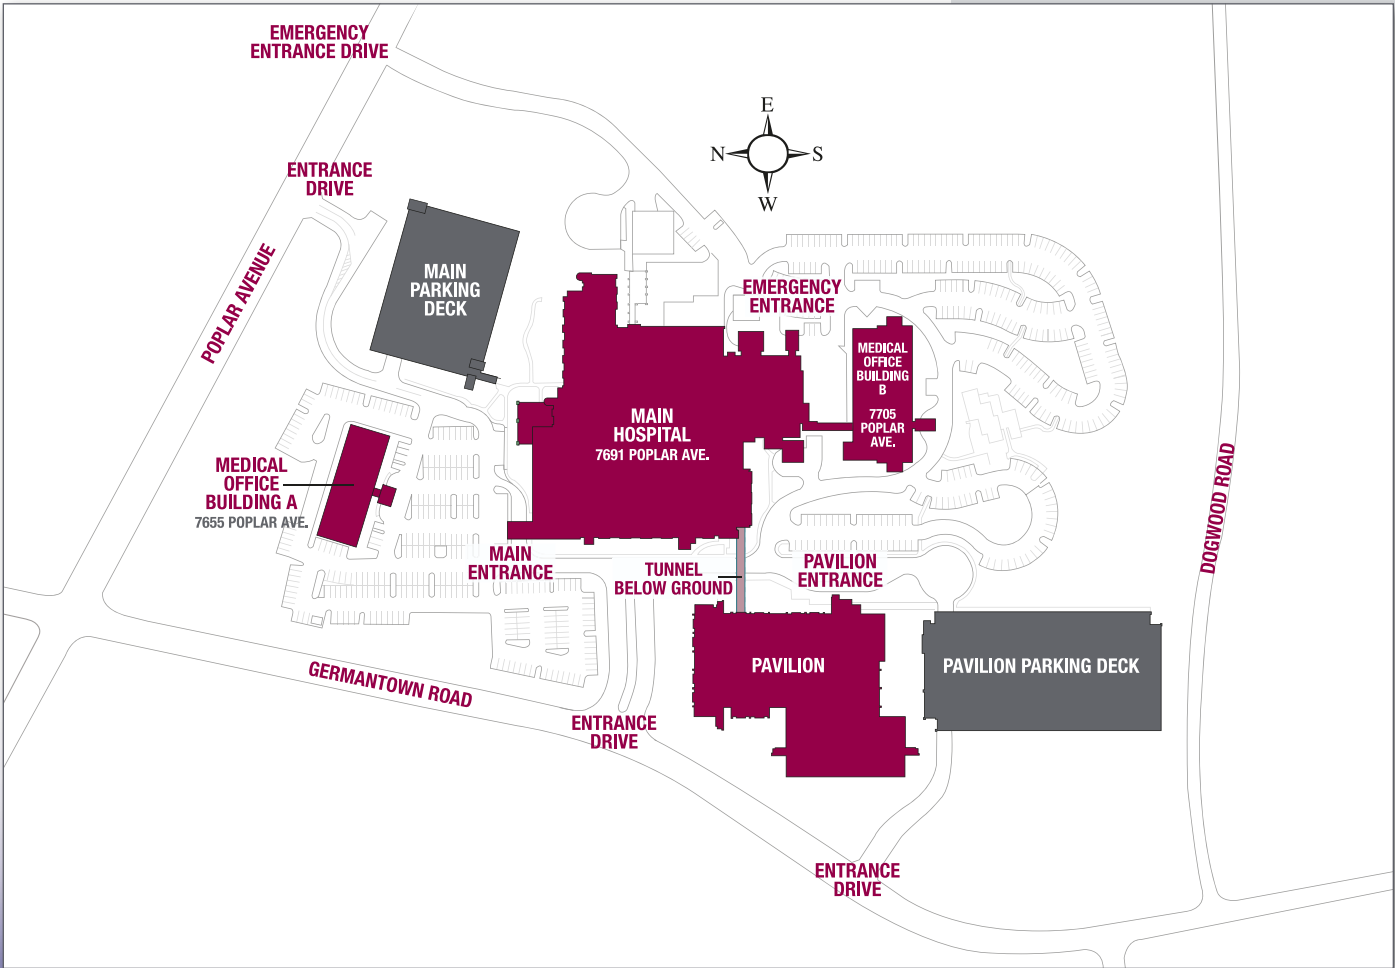 EMERGENCY
ENTRANCE DRIVE
E
N
S
W
ENTRANCE
DRIVE
POPLAR AVENUE
MAIN
PARKING
DECK
EMERGENCY
ENTRANCE
MEDICAL
OFFICE
BUILDING
B
7705
POPLAR
AVE.
MAIN
HOSPITAL
7691 POPLAR AVE.
MEDICAL
OFFICE
BUILDING A
7655 POPLAR AVE.
DOGWOOD ROAD
MAIN
ENTRANCE
TUNNEL
BELOW GROUND
PAVILION
ENTRANCE
PAVILION
PAVILION PARKING DECK
GERMANTOWN ROAD
ENTRANCE
DRIVE
ENTRANCE
DRIVE